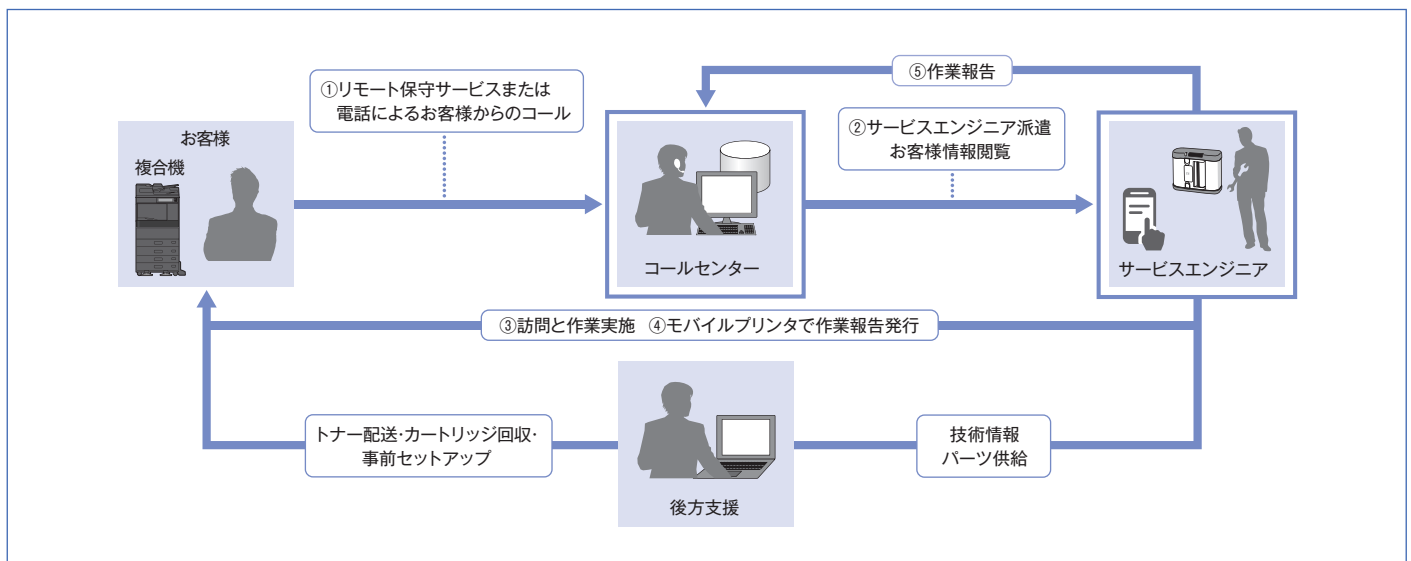 ⑤作業報告
①リモート保守サービスまたは
電話によるお客様からのコール
②サービスエンジニア派遣
お客様情報閲覧
お客様
複合機
コールセンター
サービスエンジニア
③訪問と作業実施 ④モバイルプリンタで作業報告発行
トナー配送・カートリッジ回収・
事前セットアップ
技術情報
パーツ供給
後方支援